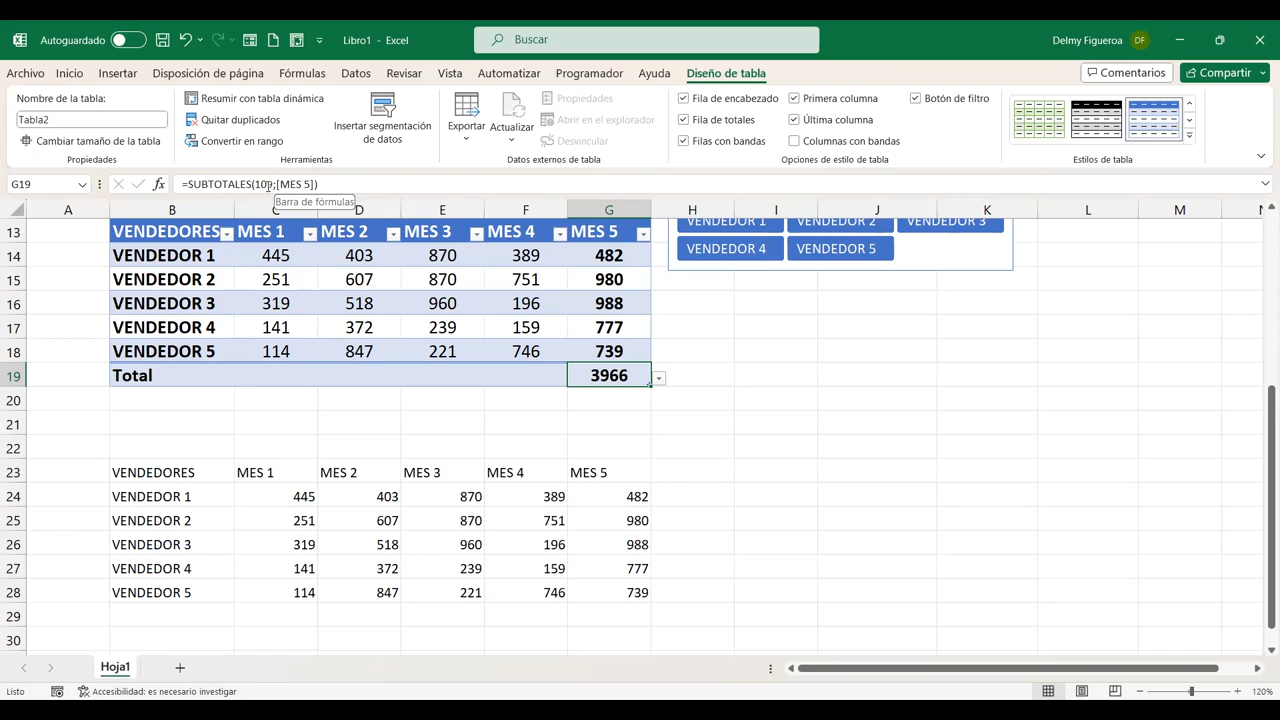 Autoguardado
Libro1 - Excel
Buscar
Delmy Figueroa DF
Archivo Inicio Insertar Disposición de página Fórmulas Datos Revisar Vista Automatizar Programador Ayuda Diseño de tabla Comentarios Compartir
Nombre de la tabla:
Tabla2
Cambiar tamaño de la tabla
Propiedades
Resumir con tabla dinámica
Quitar duplicados
Convertir en rango
Insertar segmentación
de datos
Herramientas
Exportar
Actualizar
Propiedades
Abrir en el explorador
Desvincular
Datos externos de tabla
Fila de encabezado
Fila de totales
Filas con bandas
Primera columna
Última columna
Columnas con bandas
Botón de filtro
Opciones de estilo de tabla
Estilos de tabla
G19 fx =SUBTOTALES(109;[MES 5])
Barra de fórmulas
A B C D E F G H I J K L M N
13 VENDEDORES MES 1 MES 2 MES 3 MES 4 MES 5
14 VENDEDOR 1 445 403 870 389 482
15 VENDEDOR 2 251 607 870 751 980
16 VENDEDOR 3 319 518 960 196 988
17 VENDEDOR 4 141 372 239 159 777
18 VENDEDOR 5 114 847 221 746 739
19 Total 3966
20
21
22
23 VENDEDORES MES 1 MES 2 MES 3 MES 4 MES 5
24 VENDEDOR 1 445 403 870 389 482
25 VENDEDOR 2 251 607 870 751 980
26 VENDEDOR 3 319 518 960 196 988
27 VENDEDOR 4 141 372 239 159 777
28 VENDEDOR 5 114 847 221 746 739
29
30
VENDEDOR 1 VENDEDOR 2 VENDEDOR 3
VENDEDOR 4 VENDEDOR 5
Hoja1
Listo Accesibilidad: es necesario investigar 120%